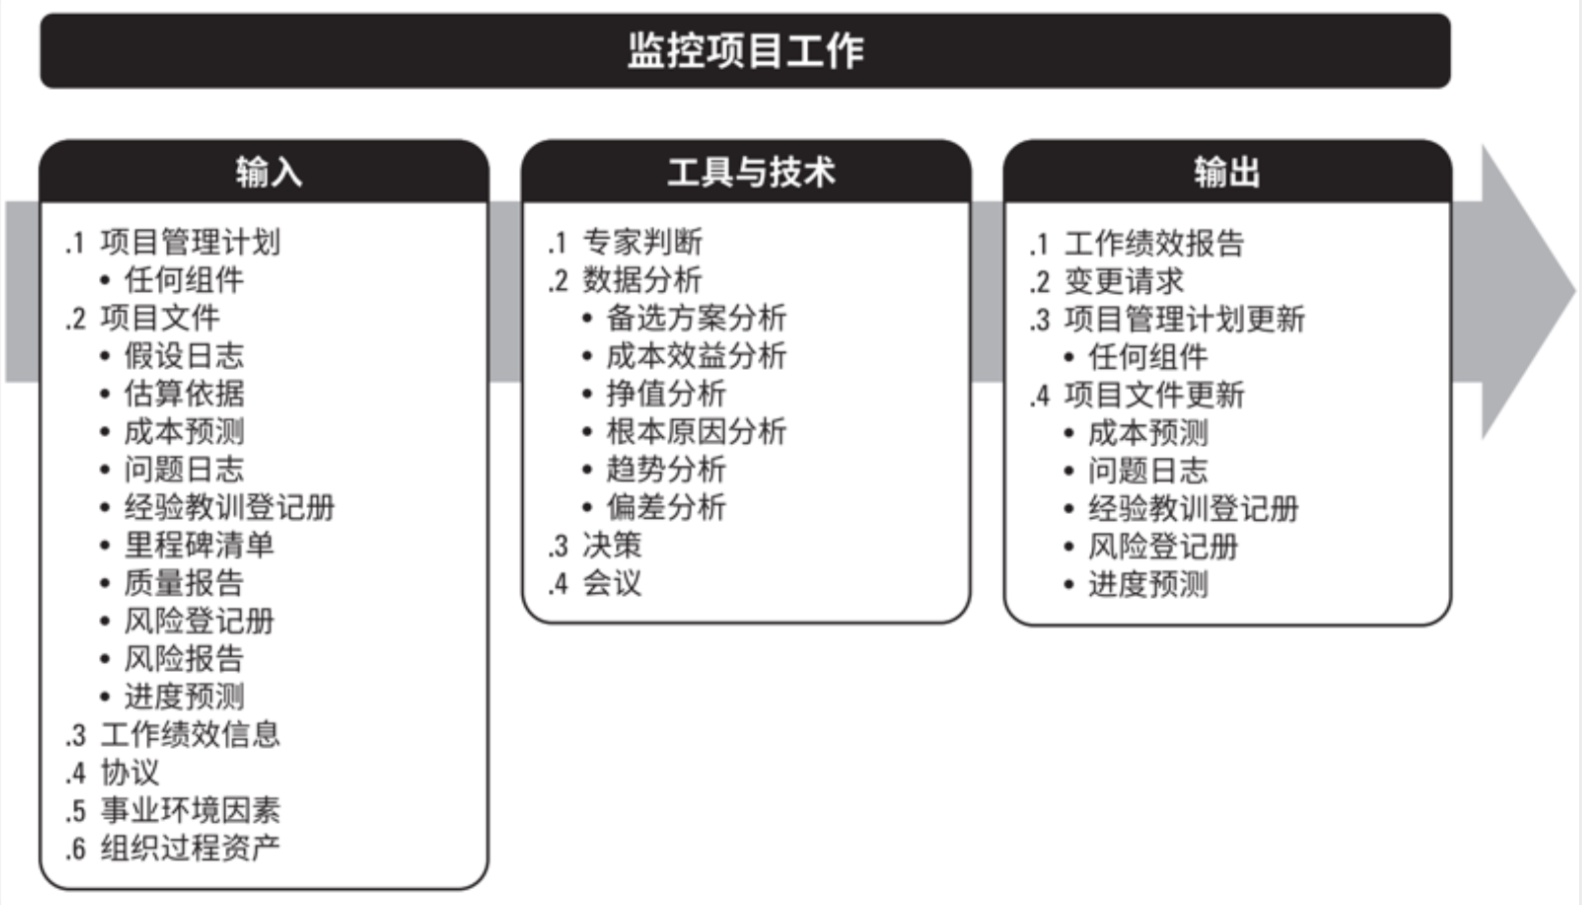 监控项目工作
输入
.1 项目管理计划
• 任何组件
.2 项目文件
• 假设日志
• 估算依据
• 成本预测
• 问题日志
• 经验教训登记册
• 里程碑清单
• 质量报告
• 风险登记册
• 风险报告
• 进度预测
.3 工作绩效信息
.4 协议
.5 事业环境因素
.6 组织过程资产
工具与技术
.1 专家判断
.2 数据分析
• 备选方案分析
• 成本效益分析
• 挣值分析
• 根本原因分析
• 趋势分析
• 偏差分析
.3 决策
.4 会议
输出
.1 工作绩效报告
.2 变更请求
.3 项目管理计划更新
• 任何组件
.4 项目文件更新
• 成本预测
• 问题日志
• 经验教训登记册
• 风险登记册
• 进度预测